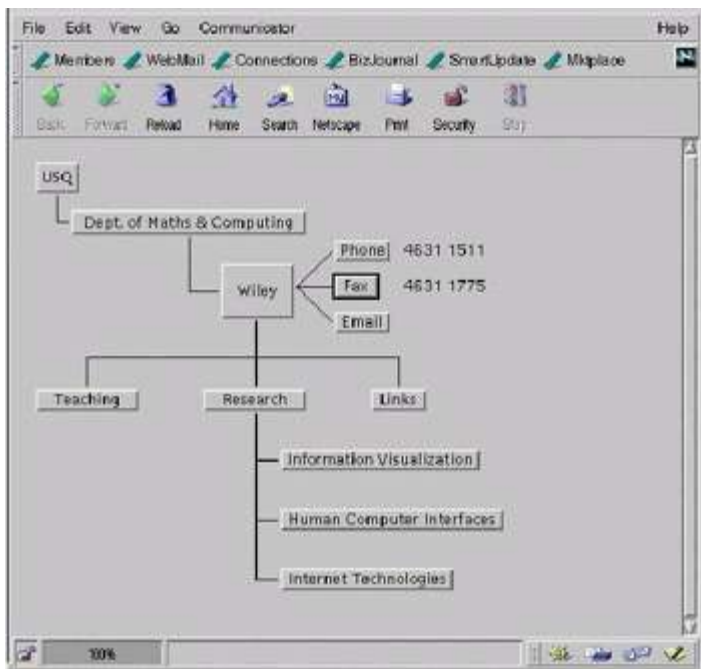 File Edit View Go Communicator Help
Members WebMail Connections BizJournal SmartUpdate Mktplace
Back Forward Reload Home Search Netscape Print Security Stop
USQ
Dept. of Maths & Computing
Phone 4631 1511
Wiley Fax 4631 1775
Email
Teaching Research Links
Information Visualization
Human Computer Interfaces
Internet Technologies
100%